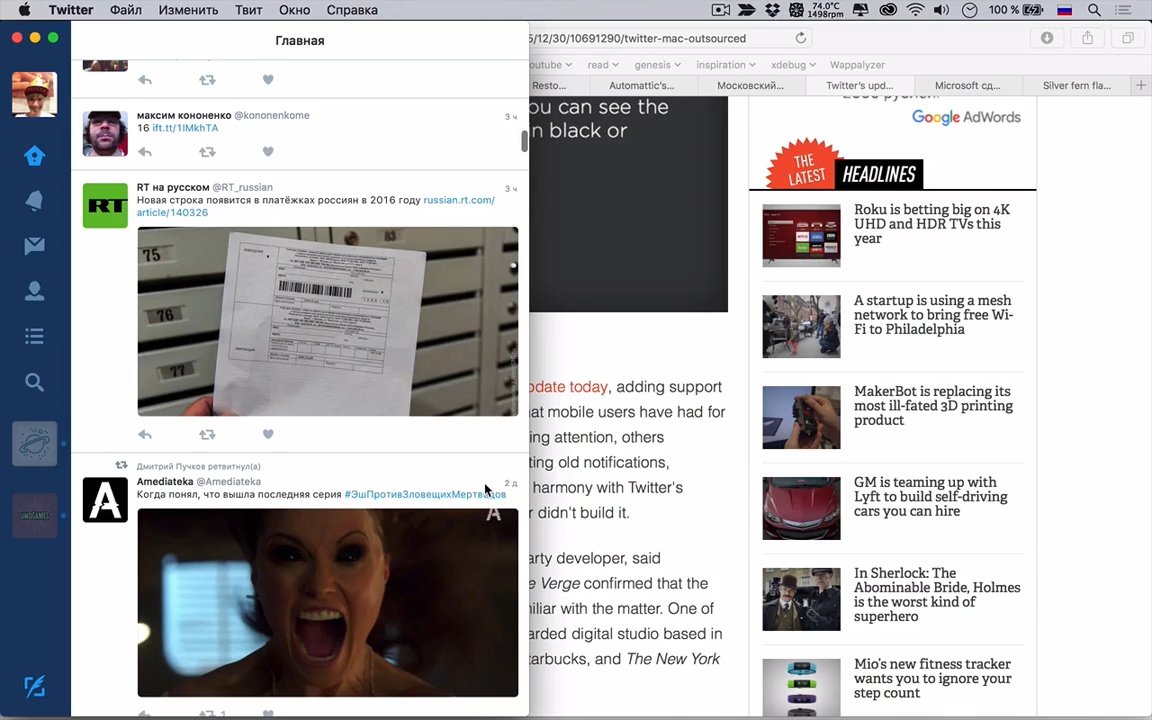 Twitter Файл Изменить Твит Окно Справка
74.0°C
1498rpm
100 %
Главная
5/12/30/10691290/twitter-mac-outsourced
outube read genesis inspiration xdebug Wappalyzer
Resto... Automattic's... Московский... Twitter's upd... Microsoft сд... Silver fern fla...
максим кононенко @kononenkome 3 ч
16 ift.tt/1IMkhTA
RT на русском @RT_russian 3 ч
Новая строка появится в платёжках россиян в 2016 году russian.rt.com/
article/140326
RT
75
76
77
Дмитрий Пучков ретвитнул(а)
Amediateka @Amediateka 2 д
Когда понял, что вышла последняя серия #ЭшПротивЗловещихМертвецов
A
A
1
ou can see the
n black or
pdate today, adding support
at mobile users have had for
ing attention, others
ting old notifications,
harmony with Twitter's
r didn't build it.
arty developer, said
e Verge confirmed that the
iliar with the matter. One of
arded digital studio based in
tarbucks, and The New York
Google AdWords
THE
LATEST
HEADLINES
Roku is betting big on 4K
UHD and HDR TVs this
year
A startup is using a mesh
network to bring free Wi-
Fi to Philadelphia
MakerBot is replacing its
most ill-fated 3D printing
product
GM is teaming up with
Lyft to build self-driving
cars you can hire
In Sherlock: The
Abominable Bride, Holmes
is the worst kind of
superhero
Mio's new fitness tracker
wants you to ignore your
step count